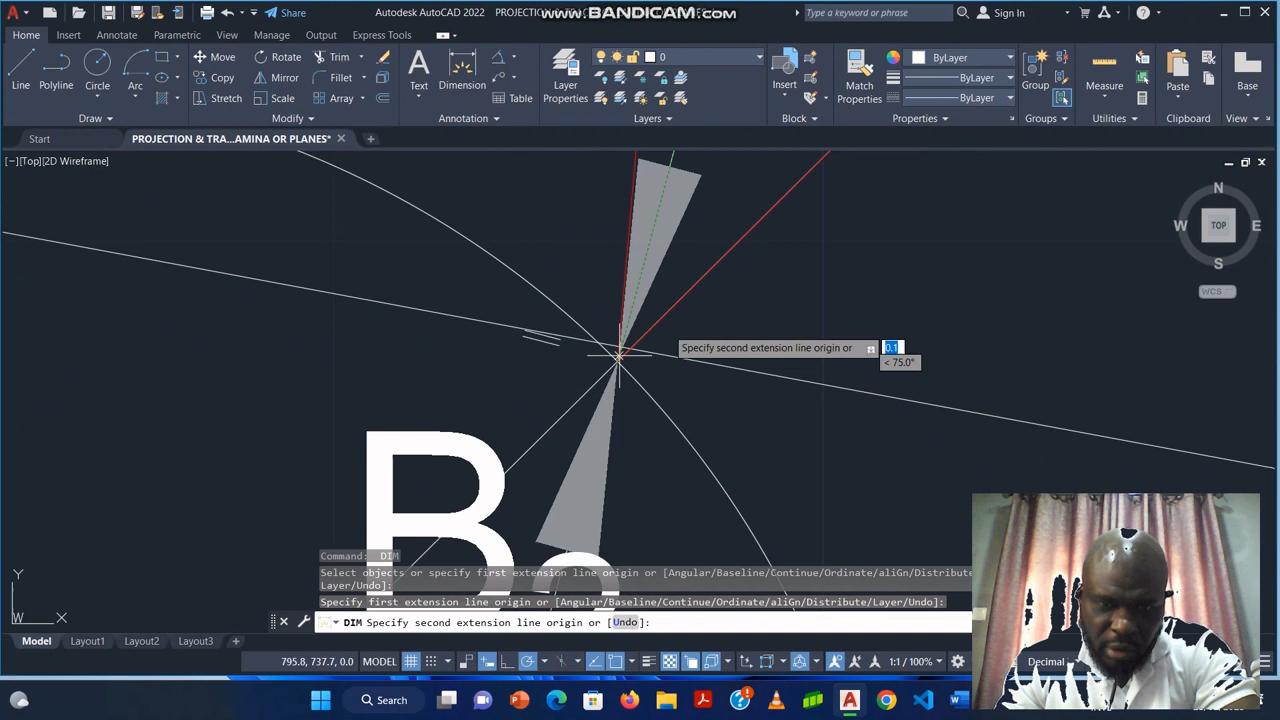 Share
Autodesk AutoCAD 2022
PROJECTION &
www.BANDICAM.com
Type a keyword or phrase
Sign In
Home
Insert
Annotate
Parametric
View
Manage
Output
Express Tools
Move
Rotate
Trim
0
ByLayer
Copy
Mirror
Fillet
ByLayer
Stretch
Scale
Array
Table
ByLayer
Line
Polyline
Circle
Arc
Text
Dimension
Layer
Properties
Insert
Match
Properties
Group
Measure
Paste
Base
Draw
Modify
Annotation
Layers
Block
Properties
Groups
Utilities
Clipboard
View
Start
PROJECTION & TRA...AMINA OR PLANES*
[−][Top][2D Wireframe]
N
W
TOP
E
S
WCS
Specify second extension line origin or
0.1
< 75.0°
B
Command: DIM
Select objects or specify first extension line origin or [Angular/Baseline/Continue/Ordinate/aliGn/Distribute
Layer/Undo]:
Specify first extension line origin or [Angular/Baseline/Continue/Ordinate/aliGn/Distribute/Layer/Undo]:
DIM Specify second extension line origin or [Undo]:
Y
W
X
Model
Layout1
Layout2
Layout3
795.8, 737.7, 0.0
MODEL
1:1 / 100%
Decimal
Search